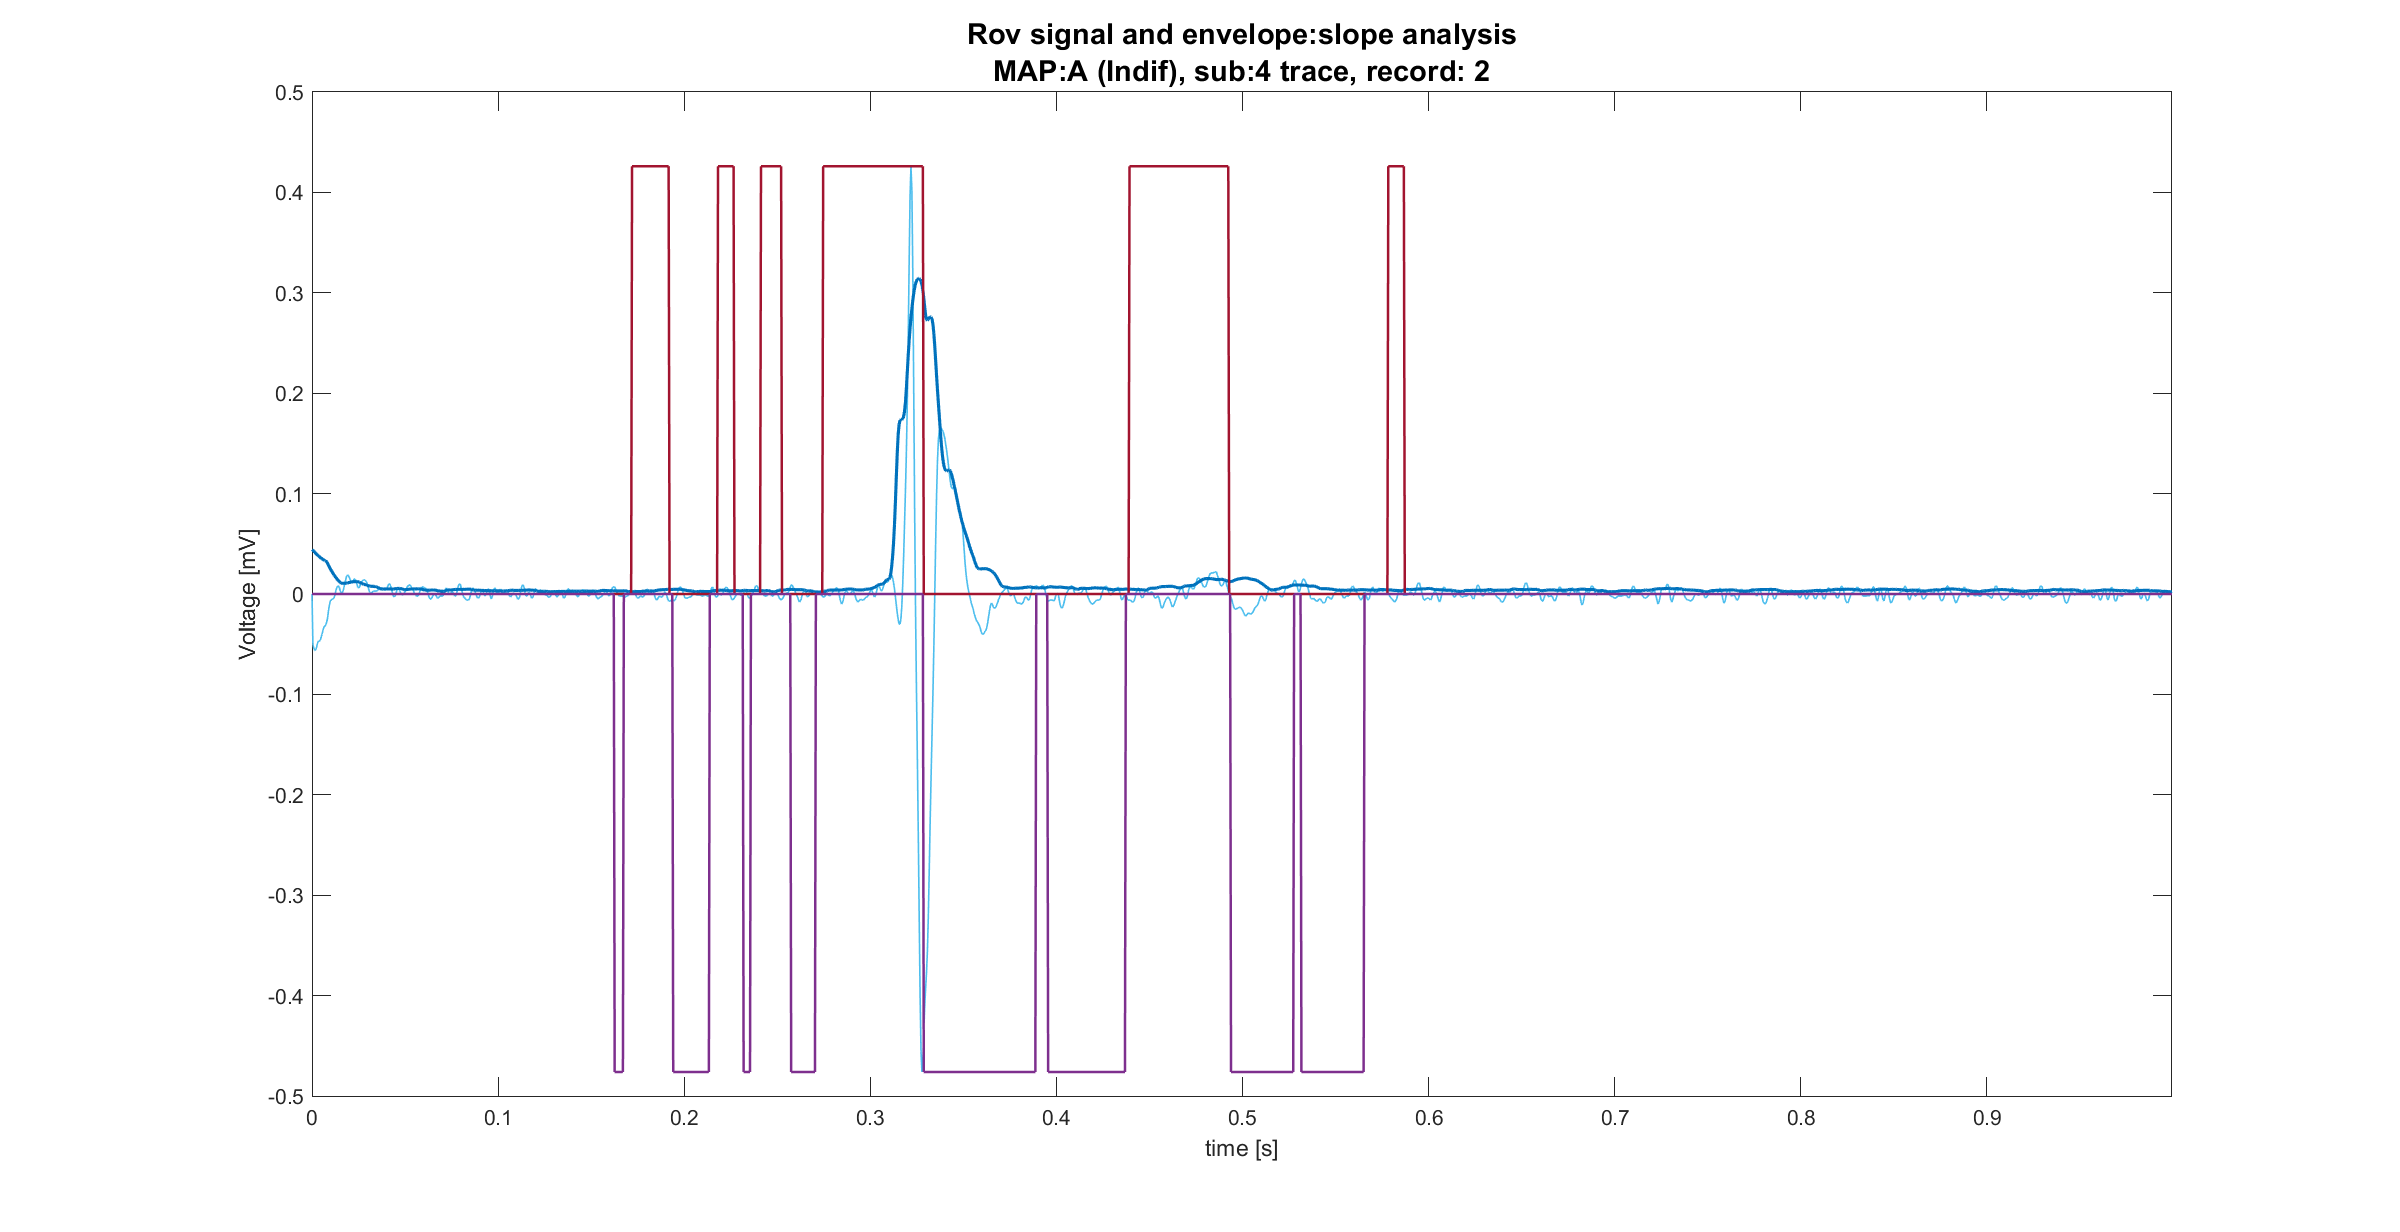 Rov signal and envelope:slope analysis
MAP:A (Indif), sub:4 trace, record: 2
0.5
0.4
0.3
0.2
0.1
0
-0.1
-0.2
-0.3
-0.4
-0.5
Voltage [mV]
0 0.1 0.2 0.3 0.4 0.5 0.6 0.7 0.8 0.9
time [s]